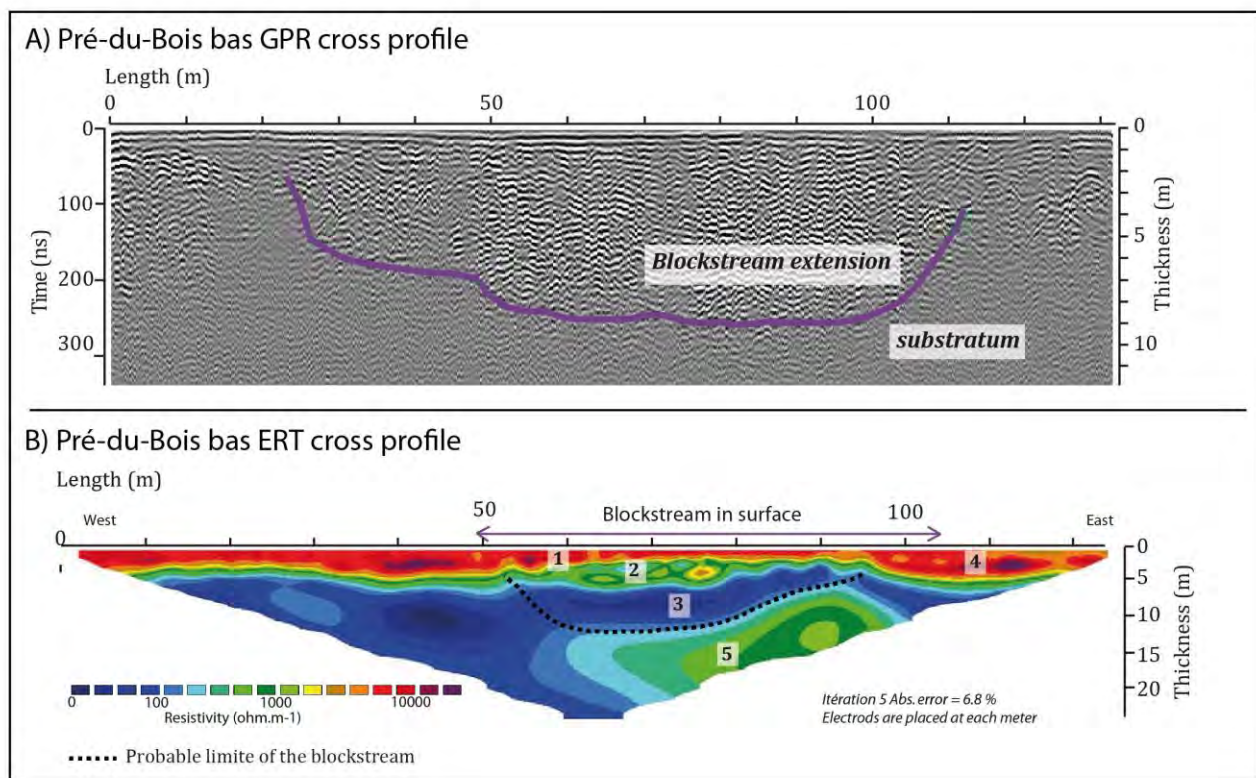 A) Pré-du-Bois bas GPR cross profile
Length (m)
0 50 100
0 0
100
5
200
10
300
Time (ns)
Thickness (m)
Blockstream extension
substratum
B) Pré-du-Bois bas ERT cross profile
Length (m)
50 Blockstream in surface 100
West East
0 0
1 4
2
5
3
10
5 15
20
Thickness (m)
0 100 1000 10000
Resistivity (ohm.m-1)
Itération 5 Abs. error = 6.8 %
Electrods are placed at each meter
Probable limite of the blockstream